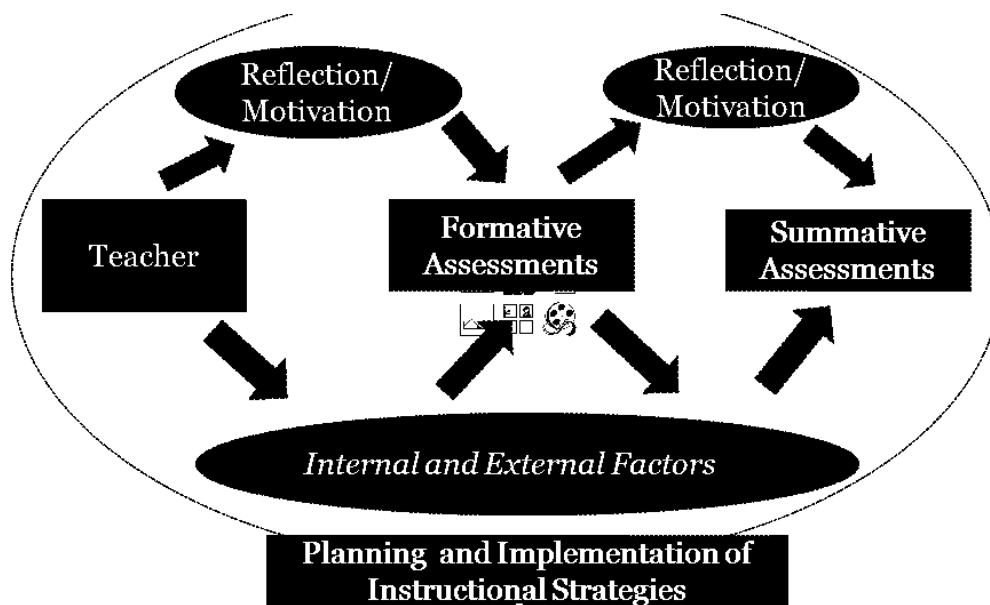 Reflection/
Motivation
Reflection/
Motivation
Teacher
Formative
Assessments
Summative
Assessments
Internal and External Factors
Planning and Implementation of
Instructional Strategies